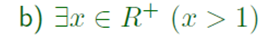 b) ∃x ∈ R⁺ (x > 1)